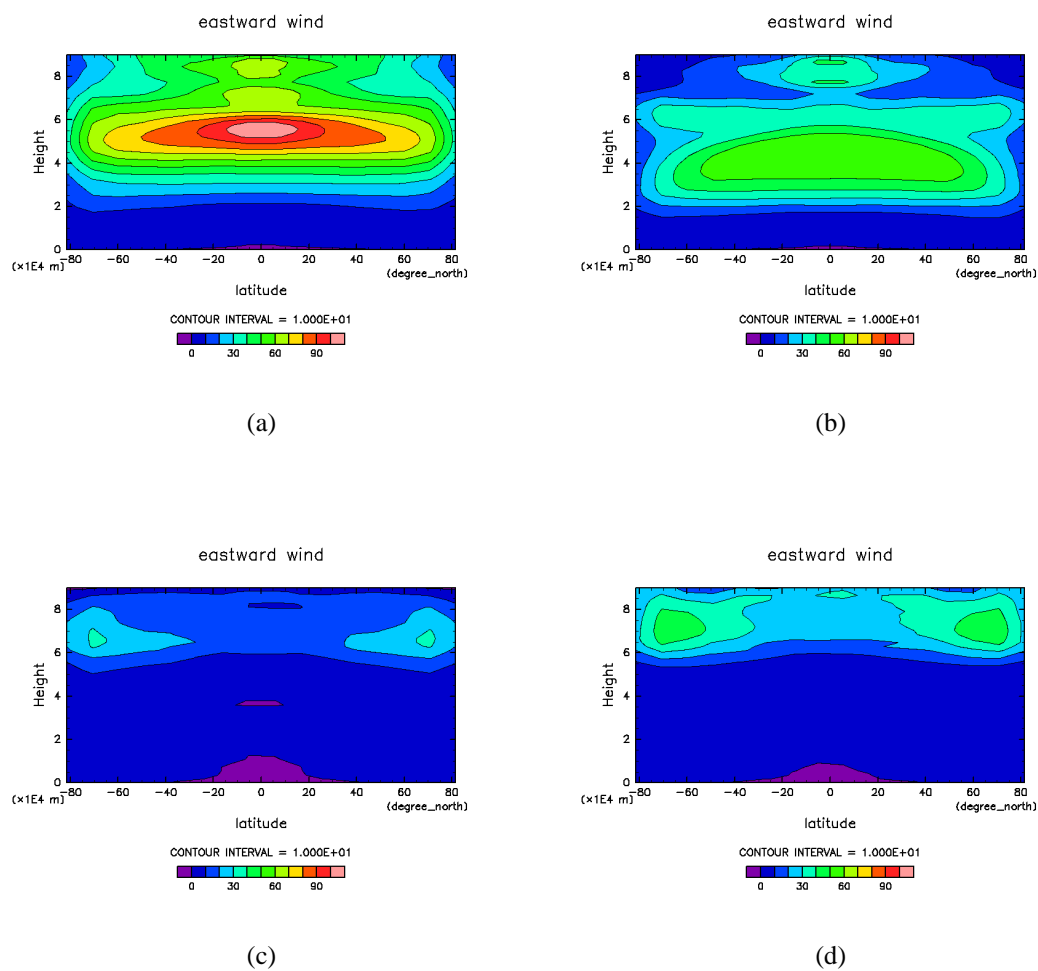 eastward wind
8
6
4
2
0
Height
(×1E4 m)
−80 −60 −40 −20 0 20 40 60 80
(degree_north)
latitude
CONTOUR INTERVAL = 1.000E+01
0 30 60 90
(a)
eastward wind
8
6
4
2
0
Height
(×1E4 m)
−80 −60 −40 −20 0 20 40 60 80
(degree_north)
latitude
CONTOUR INTERVAL = 1.000E+01
0 30 60 90
(b)
eastward wind
8
6
4
2
0
Height
(×1E4 m)
−80 −60 −40 −20 0 20 40 60 80
(degree_north)
latitude
CONTOUR INTERVAL = 1.000E+01
0 30 60 90
(c)
eastward wind
8
6
4
2
0
Height
(×1E4 m)
−80 −60 −40 −20 0 20 40 60 80
(degree_north)
latitude
CONTOUR INTERVAL = 1.000E+01
0 30 60 90
(d)